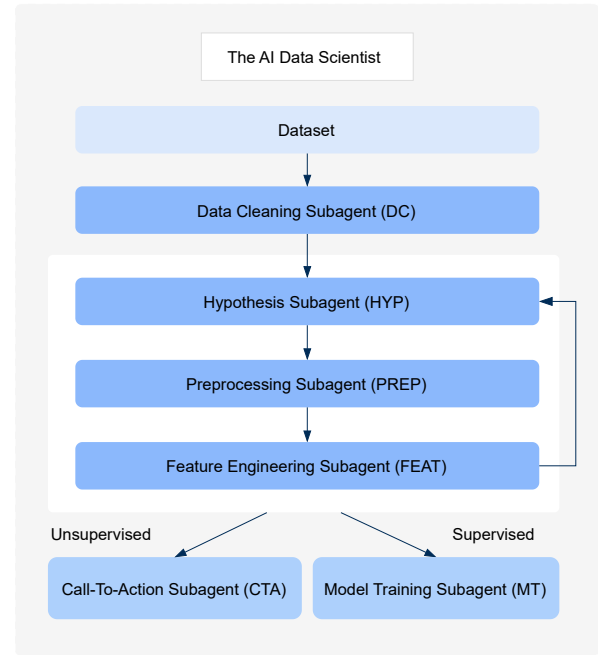 The AI Data Scientist
Dataset
Data Cleaning Subagent (DC)
Hypothesis Subagent (HYP)
Preprocessing Subagent (PREP)
Feature Engineering Subagent (FEAT)
Unsupervised
Supervised
Call-To-Action Subagent (CTA)
Model Training Subagent (MT)